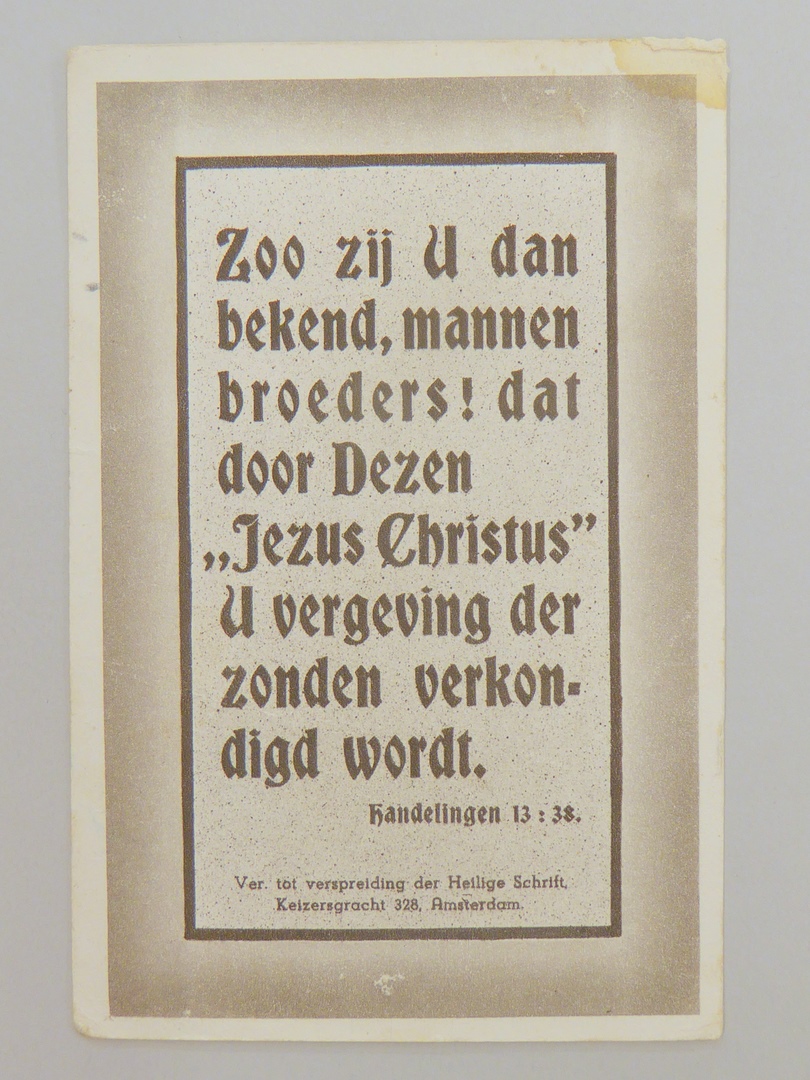 Zoo zij U dan
bekend, mannen
broeders! dat
door Dezen
„Jezus Christus”
U vergeving der
zonden verkon-
digd wordt.
Handelingen 13 : 38.
Ver. tot verspreiding der Heilige Schrift,
Keizersgracht 328, Amsterdam.